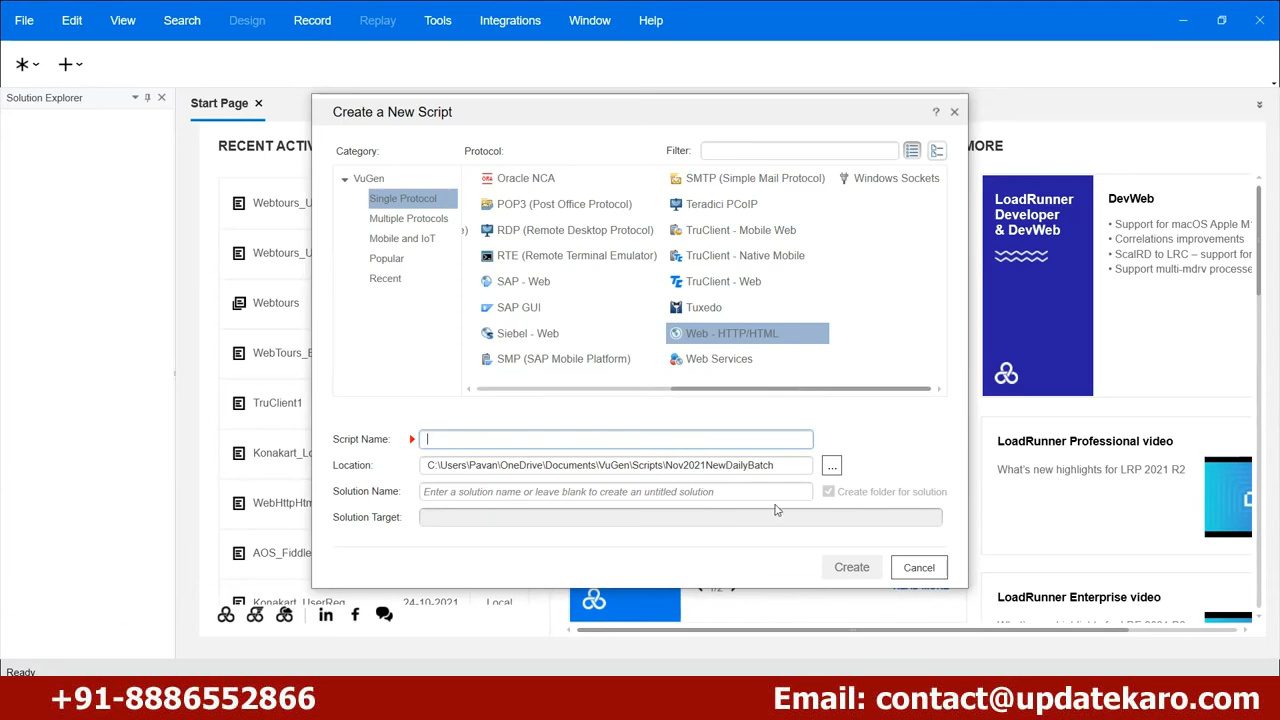 File Edit View Search Design Record Replay Tools Integrations Window Help
Solution Explorer
Start Page
RECENT ACTIV
Webtours_U
Webtours_U
Webtours
WebTours_E
TruClient1
Konakart_Lo
WebHttpHtm
AOS_Fiddle
Konakart_UserReg 24-10-2021 Local
Create a New Script
Category: Protocol: Filter:
VuGen
Single Protocol
Multiple Protocols
Mobile and IoT
Popular
Recent
Oracle NCA
POP3 (Post Office Protocol)
RDP (Remote Desktop Protocol)
RTE (Remote Terminal Emulator)
SAP - Web
SAP GUI
Siebel - Web
SMP (SAP Mobile Platform)
SMTP (Simple Mail Protocol)
Teradici PCoIP
TruClient - Mobile Web
TruClient - Native Mobile
TruClient - Web
Tuxedo
Web - HTTP/HTML
Web Services
Windows Sockets
Script Name:
Location: C:\Users\Pavan\OneDrive\Documents\VuGen\Scripts\Nov2021NewDailyBatch ...
Solution Name: Enter a solution name or leave blank to create an untitled solution Create folder for solution
Solution Target:
Create Cancel
MORE
LoadRunner
Developer
& DevWeb
DevWeb
• Support for macOS Apple M1
• Correlations improvements
• ScalRD to LRC – support fo
• Support multi-mdrv processe
LoadRunner Professional video
What's new highlights for LRP 2021 R2
LoadRunner Enterprise video
Ready
+91-8886552866 Email: contact@updatekaro.com